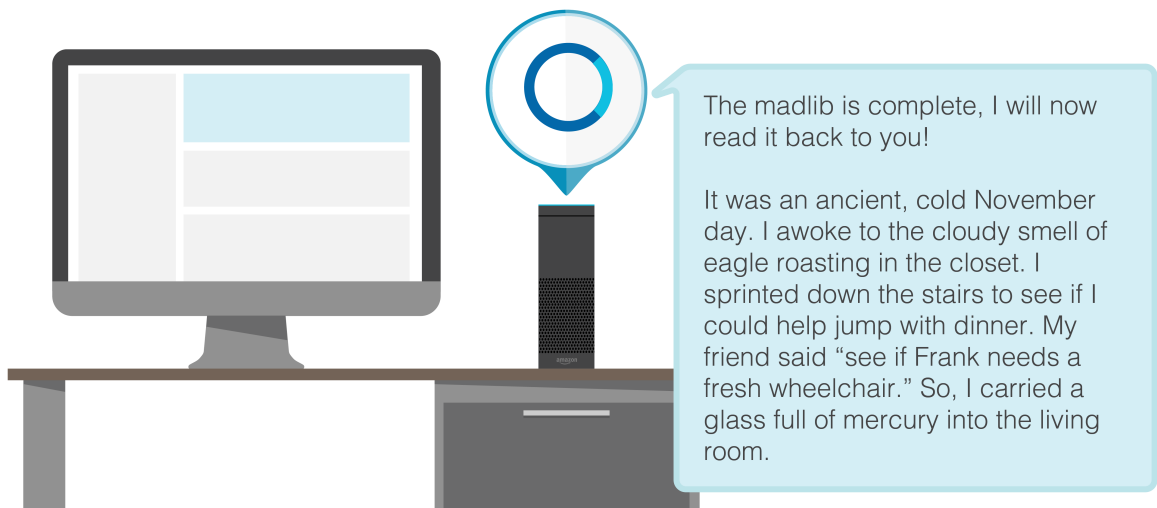 The madlib is complete, I will now
read it back to you!
It was an ancient, cold November
day. I awoke to the cloudy smell of
eagle roasting in the closet. I
sprinted down the stairs to see if I
could help jump with dinner. My
friend said “see if Frank needs a
fresh wheelchair.” So, I carried a
glass full of mercury into the living
room.
amazon